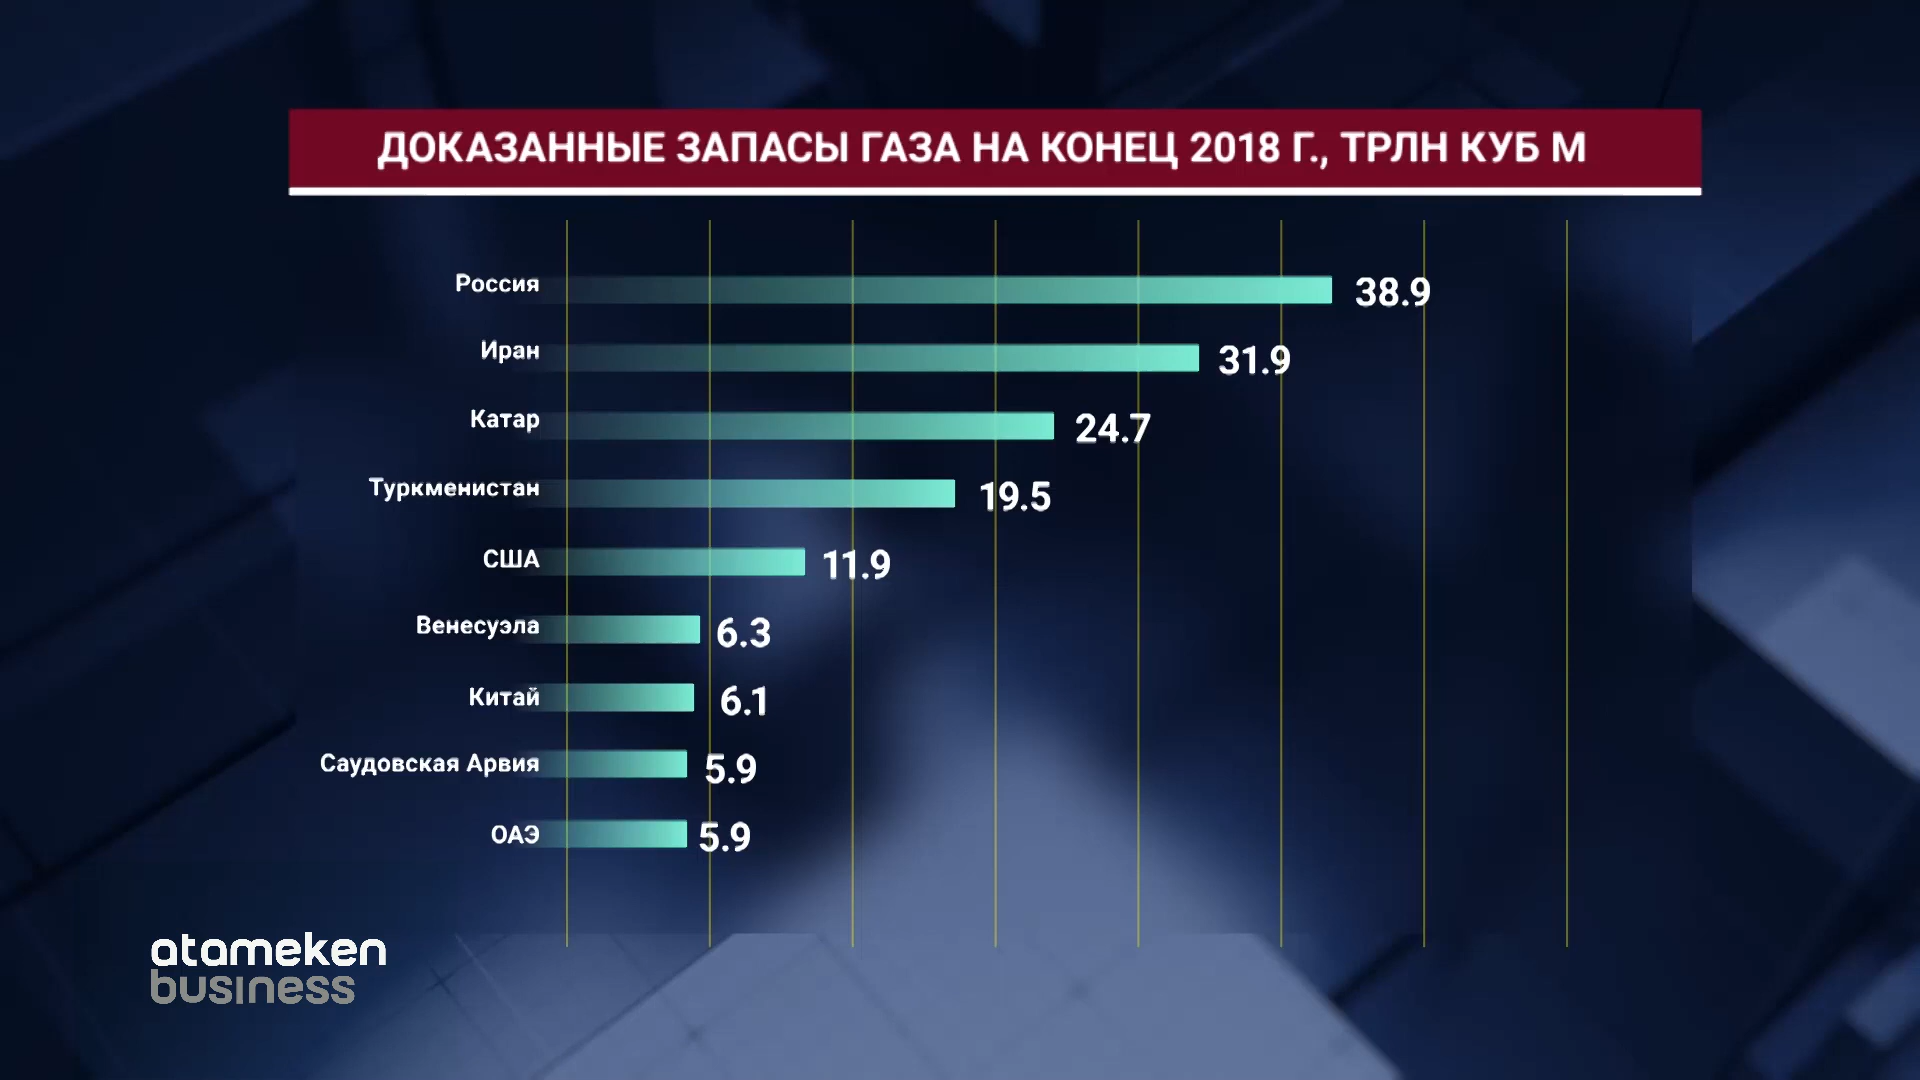 ДОКАЗАННЫЕ ЗАПАСЫ ГАЗА НА КОНЕЦ 2018 Г., ТРЛН КУБ М
Россия 38.9
Иран 31.9
Катар 24.7
Туркменистан 19.5
США 11.9
Венесуэла 6.3
Китай 6.1
Саудовская Арвия 5.9
ОАЭ 5.9
atameken
business